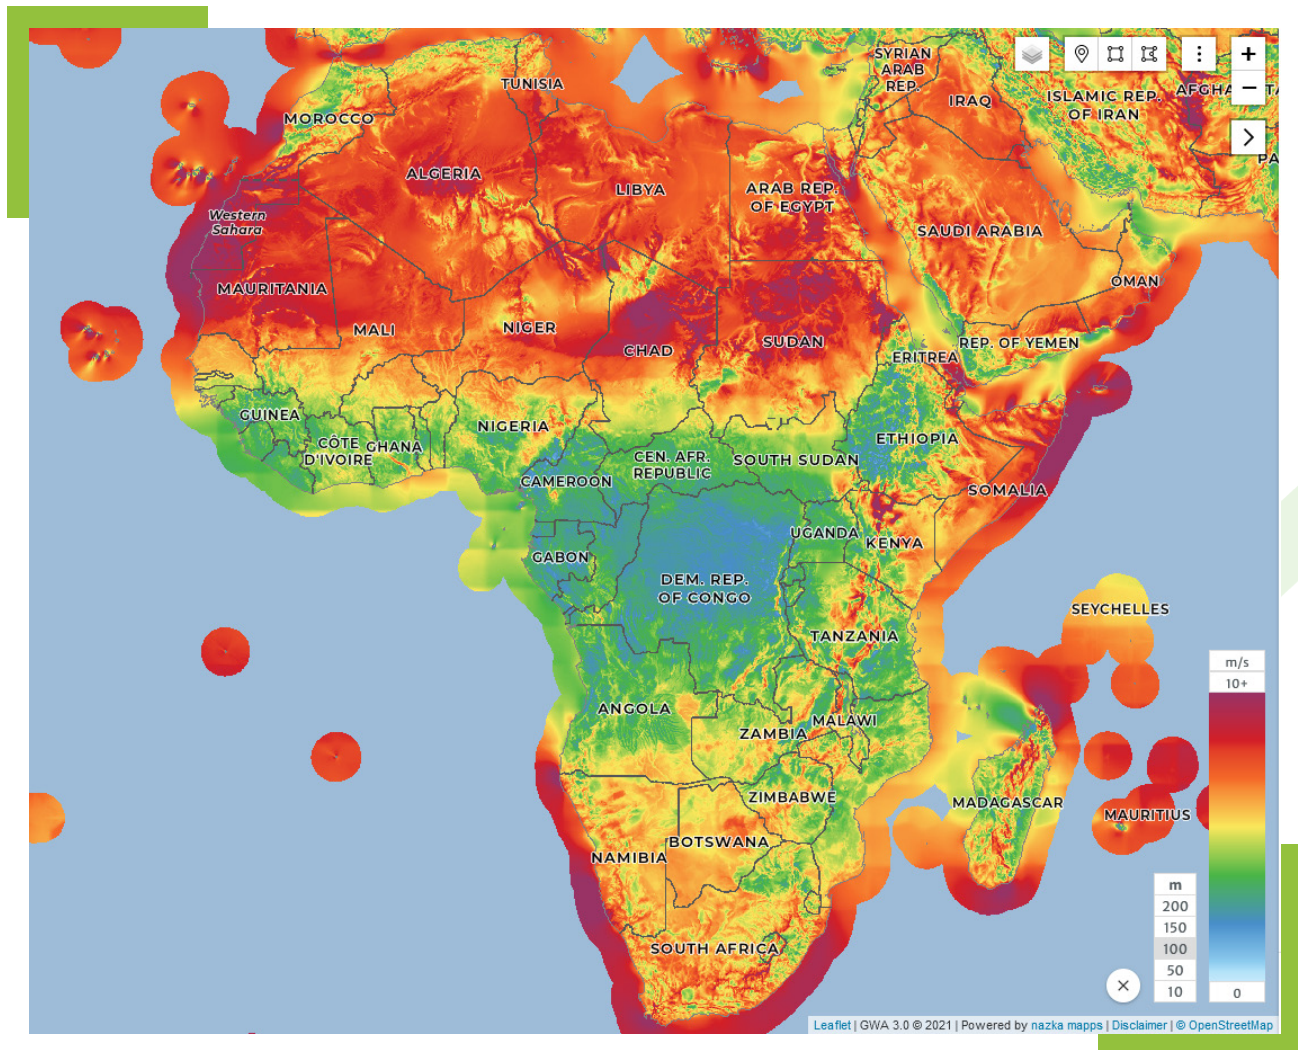 SYRIAN
ARAB
REP.
TUNISIA
IRAQ
ISLAMIC REP.
OF IRAN
MOROCCO
ALGERIA
LIBYA
ARAB REP.
OF EGYPT
Western
Sahara
SAUDI ARABIA
MAURITANIA
OMAN
MALI
NIGER
CHAD
SUDAN
ERITREA
REP. OF YEMEN
GUINEA
NIGERIA
CÔTE
D'IVOIRE
GHANA
CEN. AFR.
REPUBLIC
SOUTH SUDAN
ETHIOPIA
CAMEROON
SOMALIA
UGANDA
KENYA
GABON
DEM. REP.
OF CONGO
SEYCHELLES
TANZANIA
ANGOLA
ZAMBIA
MALAWI
ZIMBABWE
MADAGASCAR
MAURITIUS
BOTSWANA
NAMIBIA
SOUTH AFRICA
+
−
m/s
10+
0
m
200
150
100
50
10
Leaflet | GWA 3.0 © 2021 | Powered by nazka mapps | Disclaimer | © OpenStreetMap